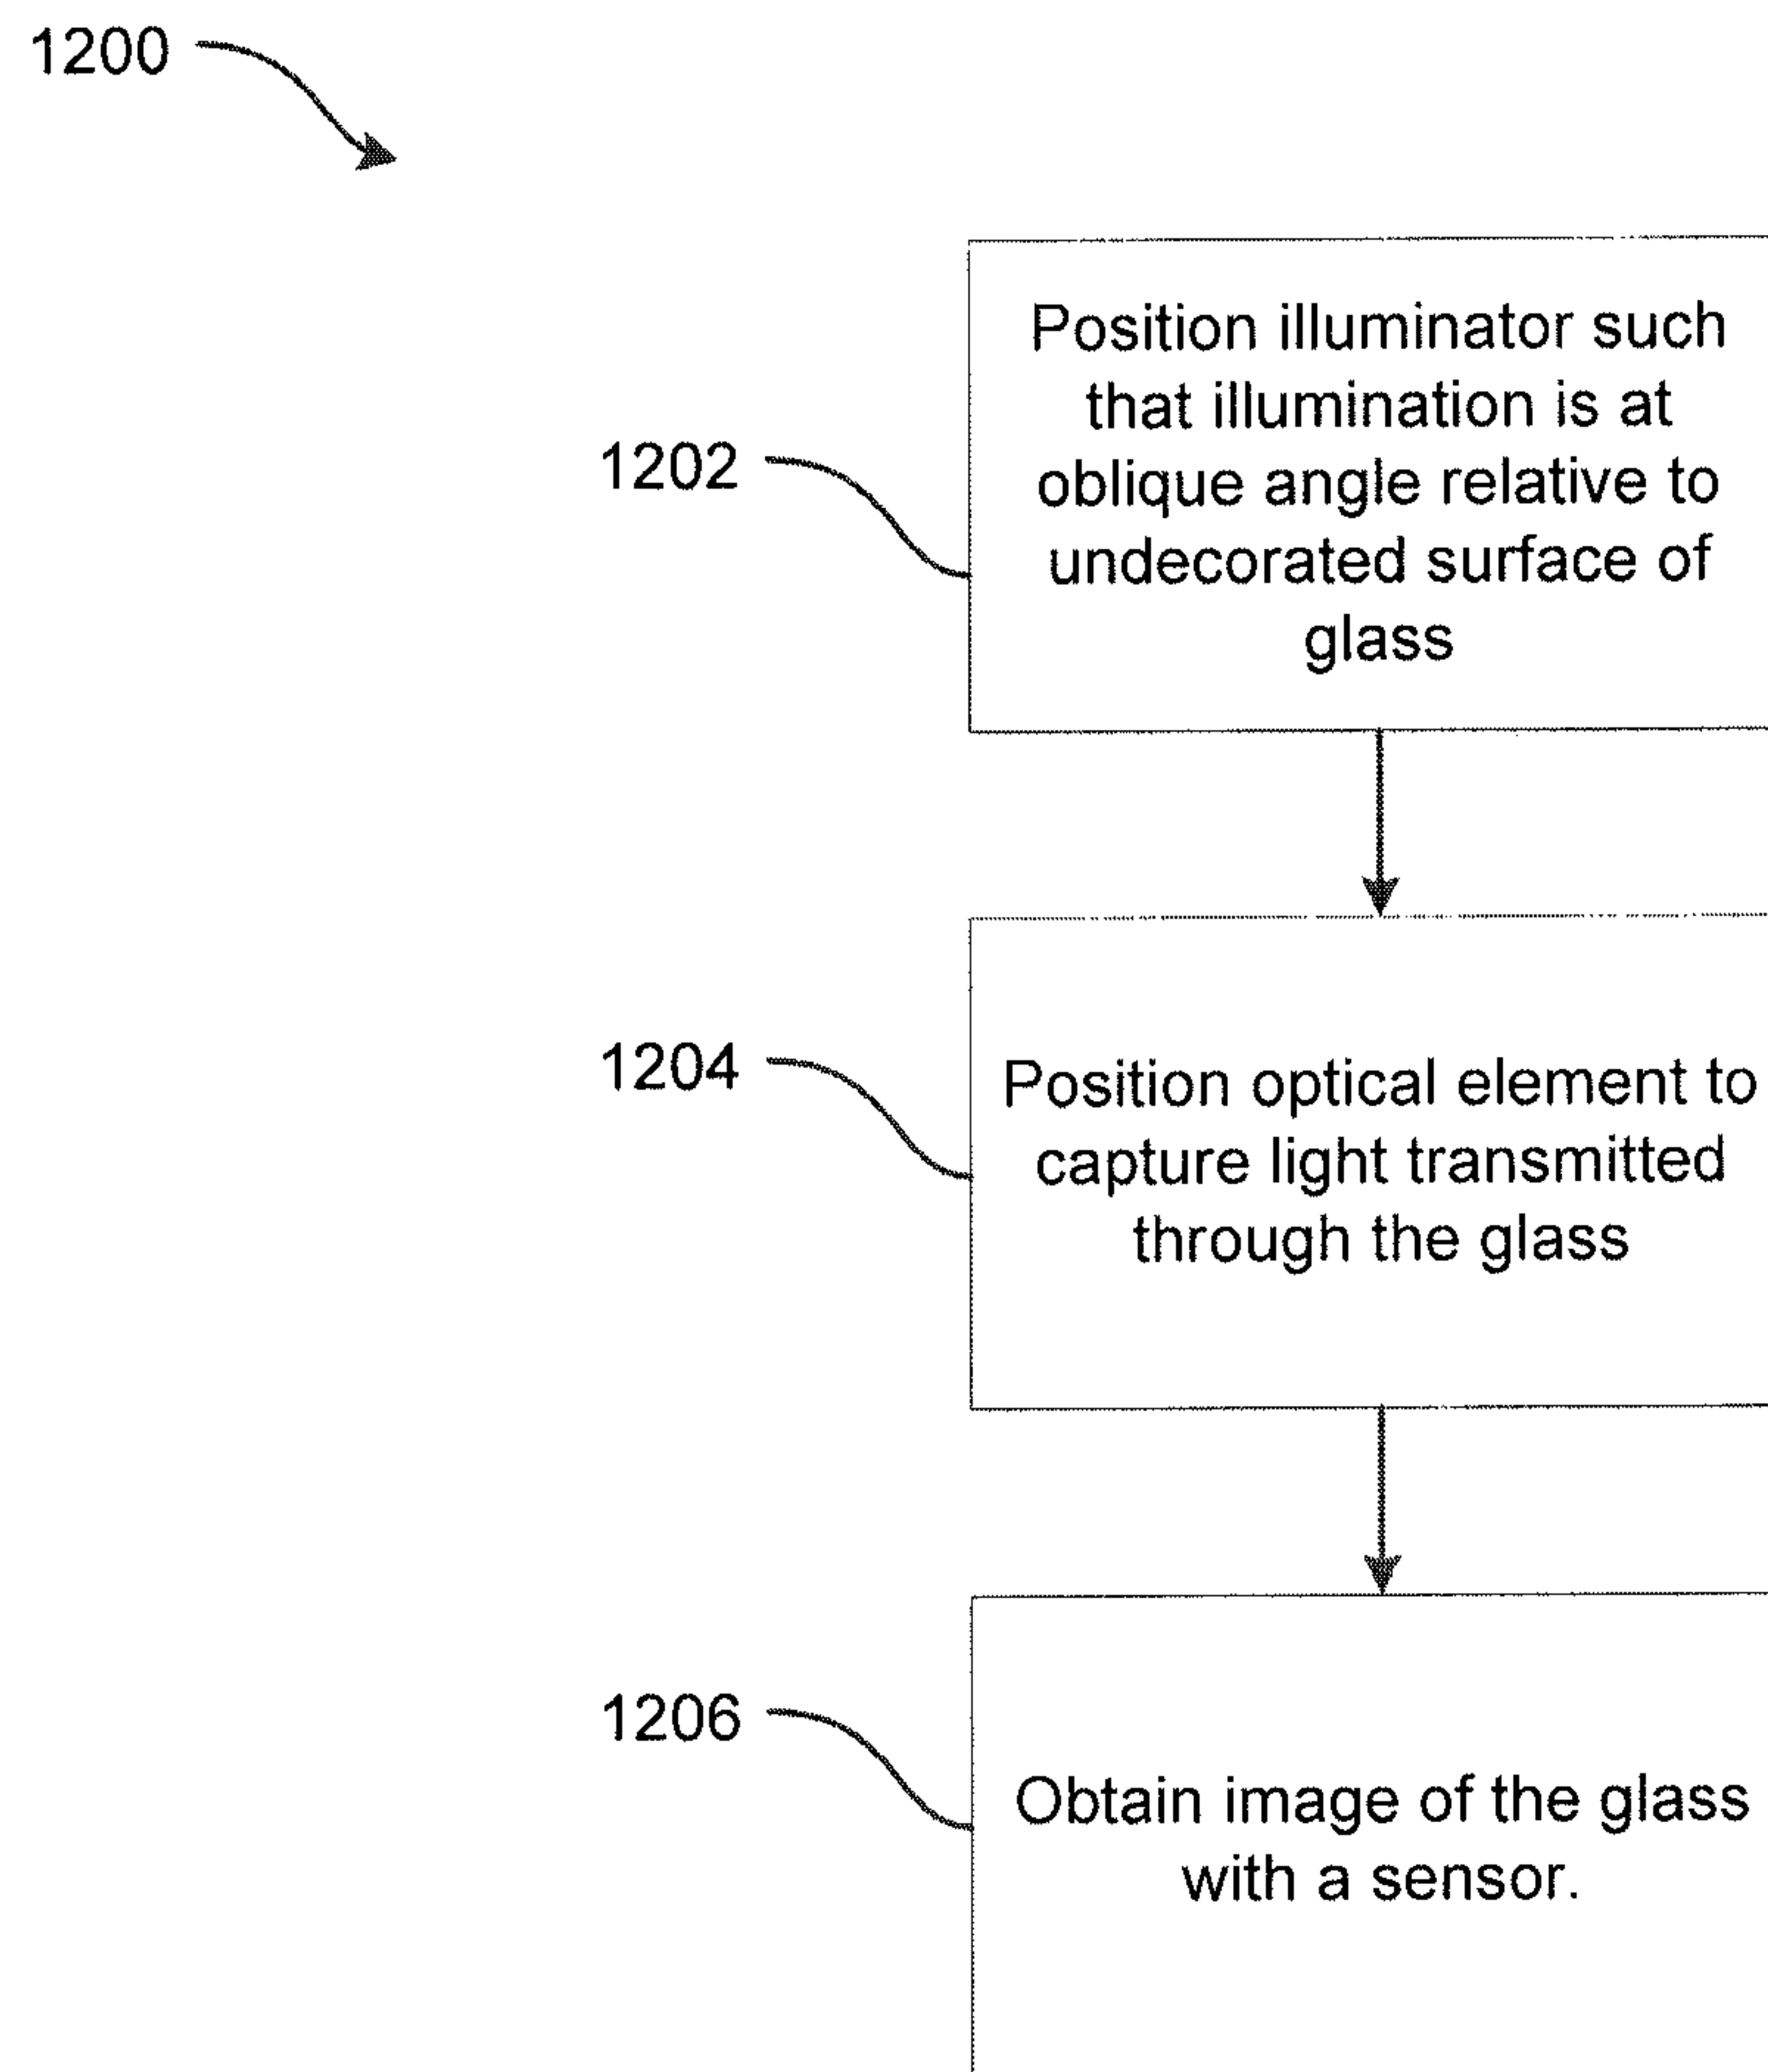 1200
Position illuminator such
that illumination is at
1202
oblique angle relative to
undecorated surface of
glass
1204
Position optical element to
capture light transmitted
through the glass
1206
Obtain image of the glass
with a sensor.